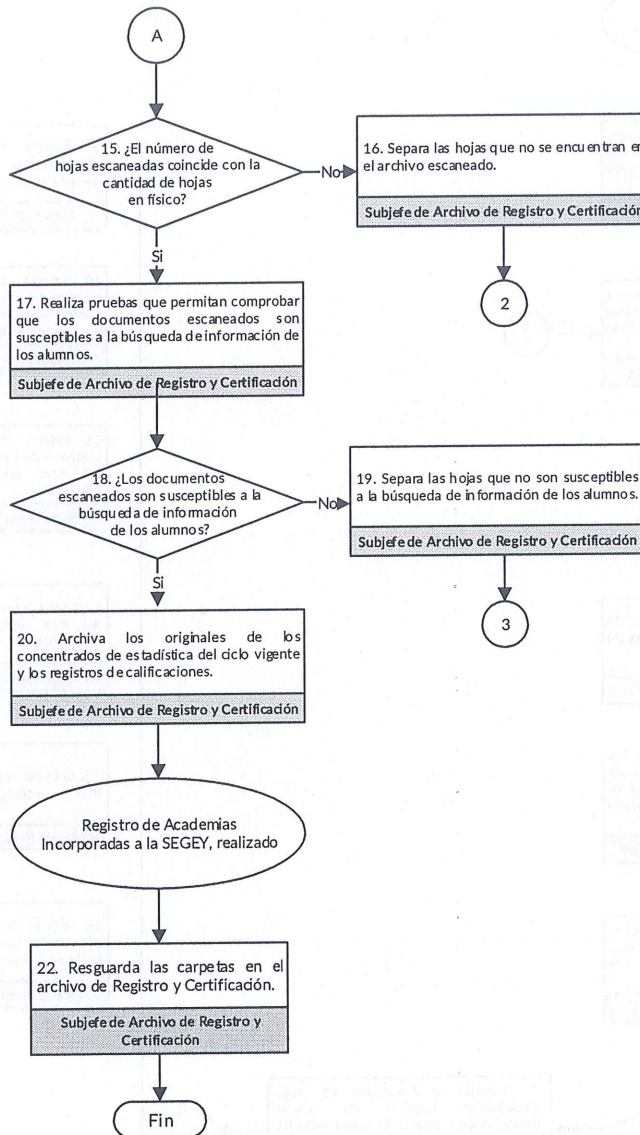 A
15. ¿El número de
hojas escaneadas coincide con la
cantidad de hojas
en físico?
No
16. Separa las hojas que no se encuentran en
el archivo escaneado.
Subjefe de Archivo de Registro y Certificación
Si
2
17. Realiza pruebas que permitan comprobar
que los documentos escaneados son
susceptibles a la búsqueda de información de
los alumnos.
Subjefe de Archivo de Registro y Certificación
18. ¿Los documentos
escaneados son susceptibles a la
búsqueda de información
de los alumnos?
No
19. Separa las hojas que no son susceptibles
a la búsqueda de información de los alumnos.
Subjefe de Archivo de Registro y Certificación
Si
3
20. Archiva los originales de los
concentrados de estadística del ciclo vigente
y los registros de calificaciones.
Subjefe de Archivo de Registro y Certificación
Registro de Academias
Incorporadas a la SEGEY, realizado
22. Resguarda las carpetas en el
archivo de Registro y Certificación.
Subjefe de Archivo de Registro y
Certificación
Fin